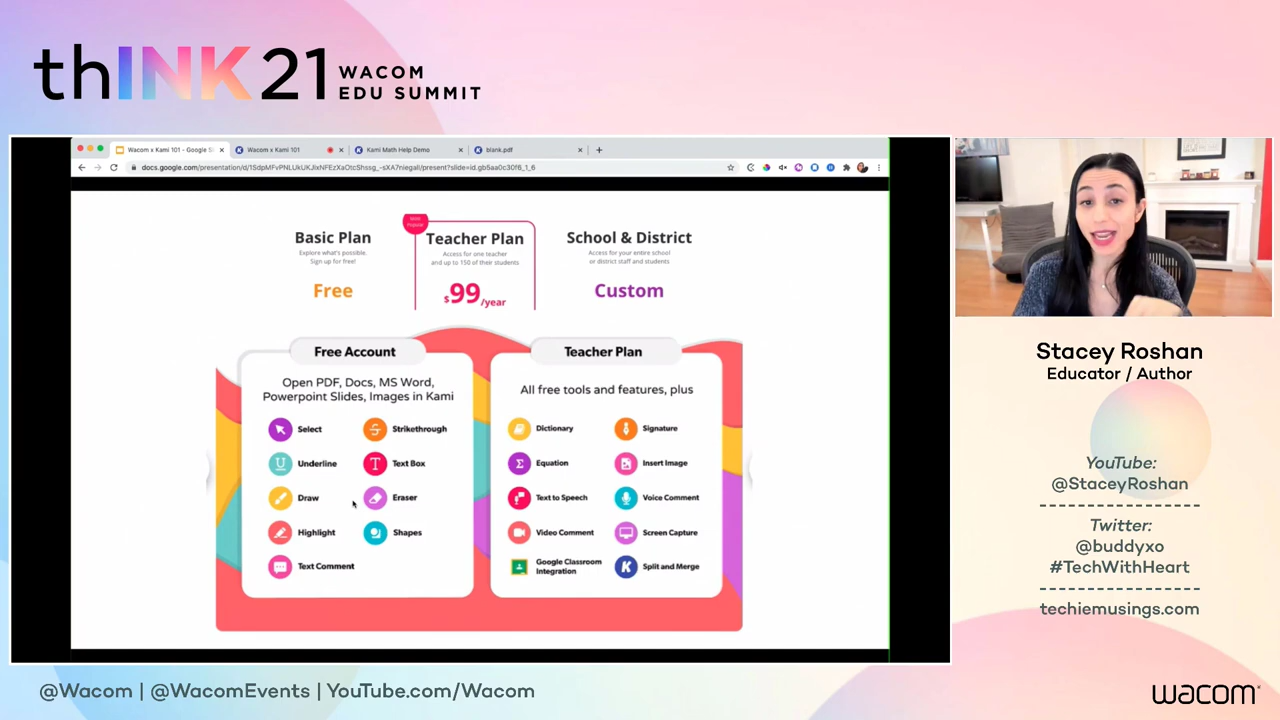 thINK21 WACOM
EDU SUMMIT
Wacom x Kami 101 - Google Sl
Wacom x Kami 101
Kami Math Help Demo
blank.pdf
Basic Plan
Explore what's possible.
Sign up for free!
Free
Most
Popular
Teacher Plan
Access for one teacher
and up to 150 of their students
$99/year
School & District
Access for your entire school
or district staff and students
Custom
Free Account
Open PDF, Docs, MS Word,
Powerpoint Slides, Images in Kami
Select
Strikethrough
Underline
Text Box
Draw
Eraser
Highlight
Shapes
Text Comment
Teacher Plan
All free tools and features, plus
Dictionary
Signature
Equation
Insert Image
Text to Speech
Voice Comment
Video Comment
Screen Capture
Google Classroom
Integration
Split and Merge
Stacey Roshan
Educator / Author
YouTube:
@StaceyRoshan
Twitter:
@buddyxo
#TechWithHeart
techiemusings.com
@Wacom | @WacomEvents | YouTube.com/Wacom
wacom